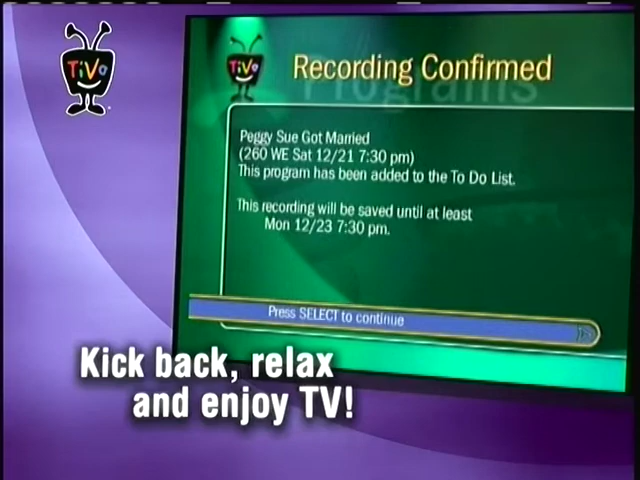 TiVo
TiVo
Recording Confirmed
Programs
Peggy Sue Got Married
(260 WE Sat 12/21 7:30 pm)
This program has been added to the To Do List.
This recording will be saved until at least
Mon 12/23 7:30 pm.
Press SELECT to continue
Kick back, relax
and enjoy TV!